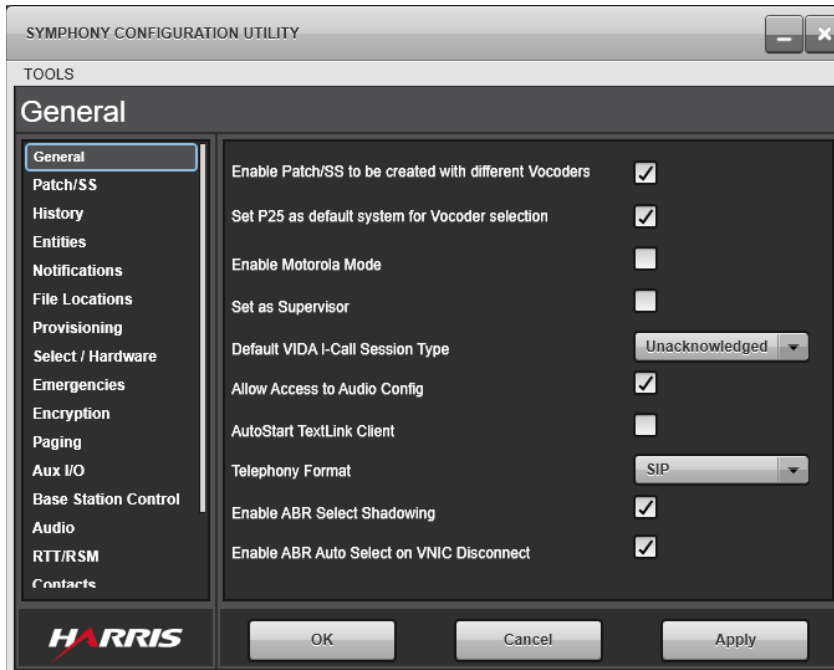 SYMPHONY CONFIGURATION UTILITY
TOOLS
General
General
Patch/SS
History
Entities
Notifications
File Locations
Provisioning
Select / Hardware
Emergencies
Encryption
Paging
Aux I/O
Base Station Control
Audio
RTT/RSM
Contacts
Enable Patch/SS to be created with different Vocoders
Set P25 as default system for Vocoder selection
Enable Motorola Mode
Set as Supervisor
Default VIDA I-Call Session Type
Unacknowledged
Allow Access to Audio Config
AutoStart TextLink Client
Telephony Format
SIP
Enable ABR Select Shadowing
Enable ABR Auto Select on VNIC Disconnect
HARRIS
OK
Cancel
Apply